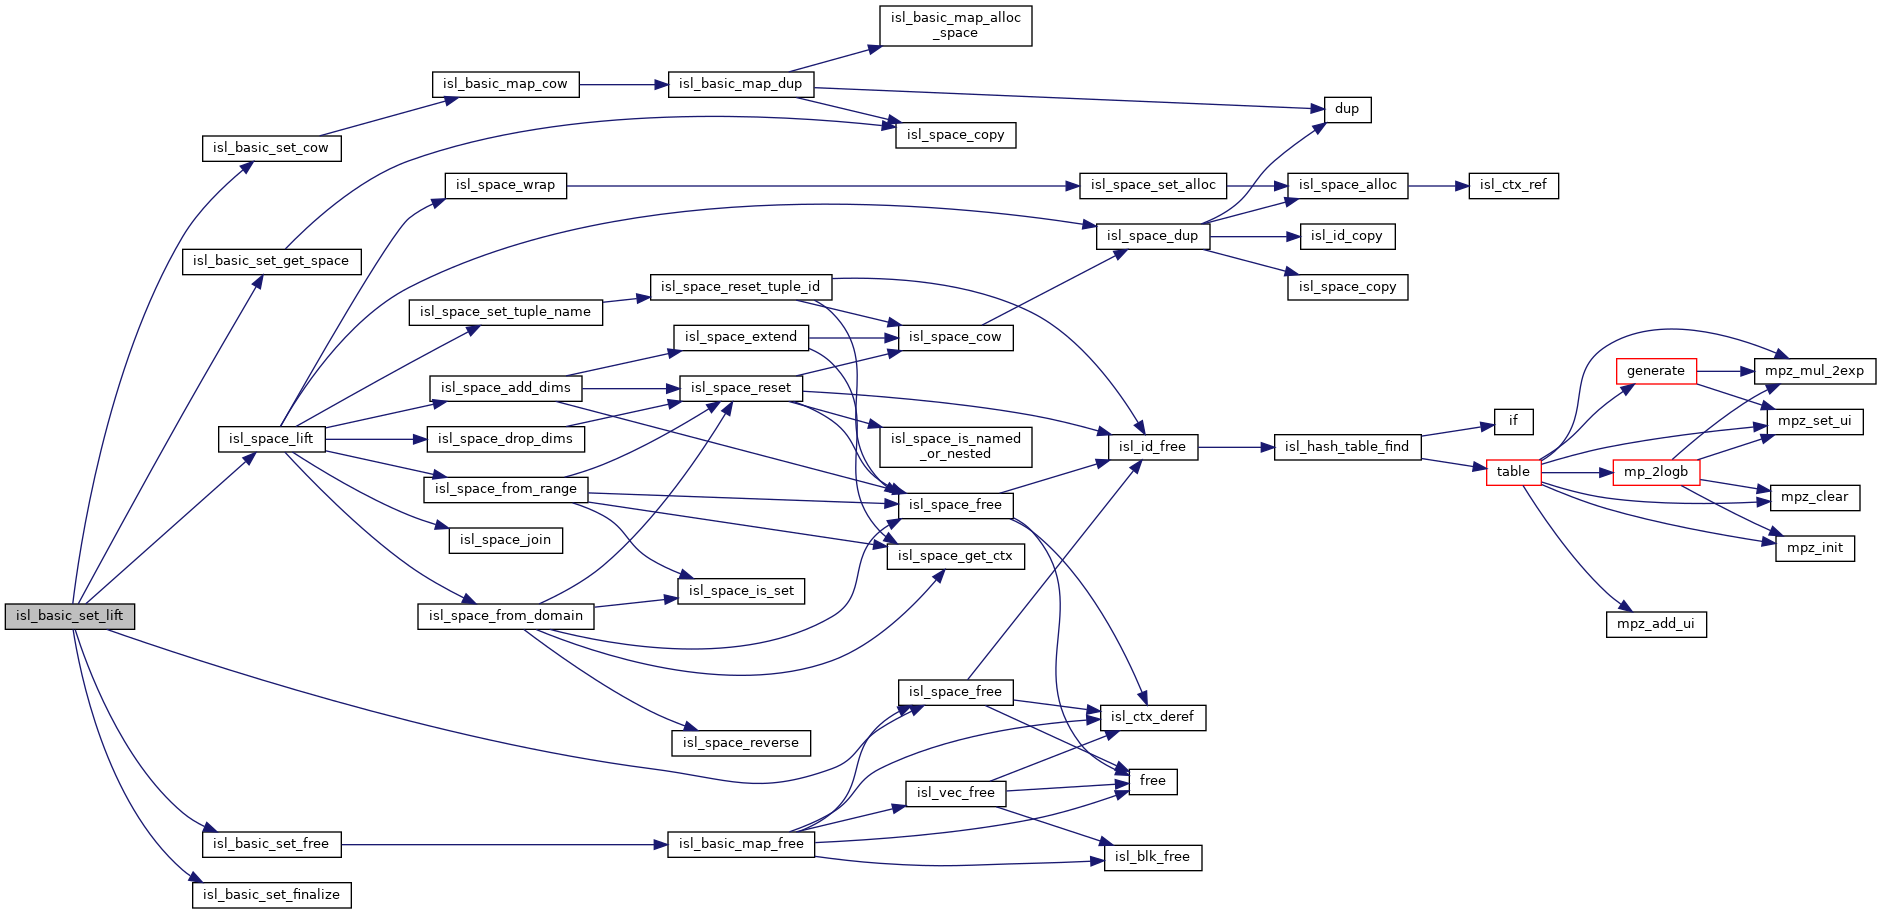 isl_basic_map_alloc
_space
isl_basic_map_cow
isl_basic_map_dup
dup
isl_space_copy
isl_basic_set_cow
isl_space_wrap
isl_space_set_alloc
isl_space_alloc
isl_ctx_ref
isl_space_dup
isl_id_copy
isl_basic_set_get_space
isl_space_reset_tuple_id
isl_space_copy
isl_space_set_tuple_name
isl_space_extend
isl_space_cow
generate
mpz_mul_2exp
isl_space_add_dims
isl_space_reset
if
mpz_set_ui
isl_space_lift
isl_space_drop_dims
isl_space_is_named
_or_nested
isl_id_free
isl_hash_table_find
table
mp_2logb
isl_space_from_range
isl_space_free
mpz_clear
isl_space_join
isl_space_get_ctx
mpz_init
isl_space_is_set
isl_basic_set_lift
isl_space_from_domain
mpz_add_ui
isl_space_free
isl_ctx_deref
isl_space_reverse
free
isl_vec_free
isl_basic_set_free
isl_basic_map_free
isl_blk_free
isl_basic_set_finalize